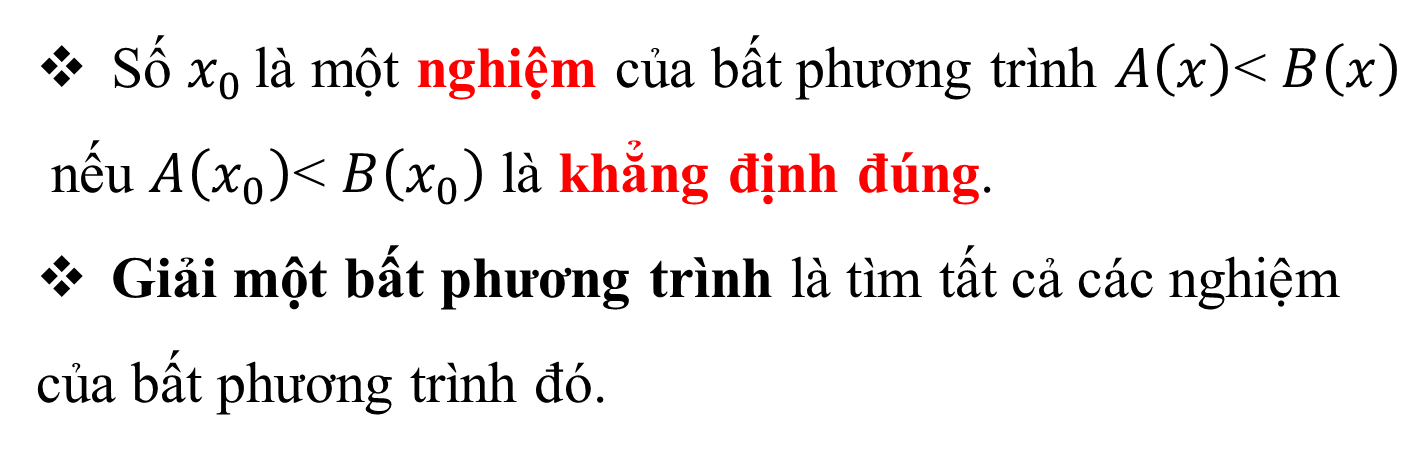 ❖ Số 𝑥₀ là một nghiệm của bất phương trình 𝐴(𝑥)< 𝐵(𝑥)
nếu 𝐴(𝑥₀)< 𝐵(𝑥₀) là khẳng định đúng.
❖ Giải một bất phương trình là tìm tất cả các nghiệm
của bất phương trình đó.